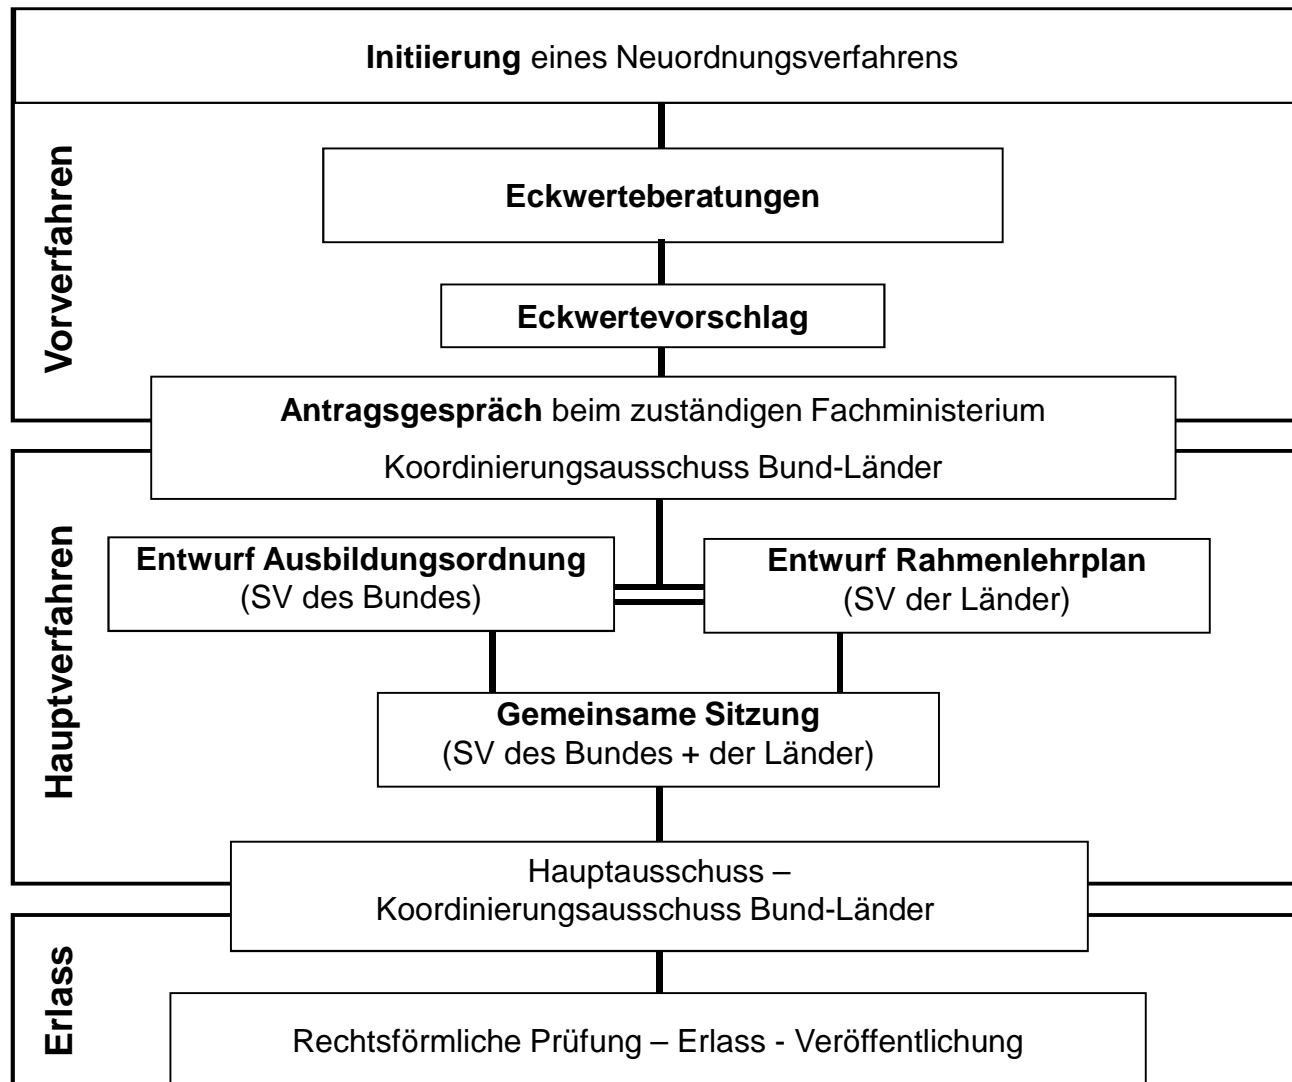 Initiierung eines Neuordnungsverfahrens
Vorverfahren
Eckwerteberatungen
Eckwertevorschlag
Antragsgespräch beim zuständigen Fachministerium
Koordinierungsausschuss Bund-Länder
Hauptverfahren
Entwurf Ausbildungsordnung
(SV des Bundes)
Entwurf Rahmenlehrplan
(SV der Länder)
Gemeinsame Sitzung
(SV des Bundes + der Länder)
Hauptausschuss –
Koordinierungsausschuss Bund-Länder
Erlass
Rechtsförmliche Prüfung – Erlass - Veröffentlichung